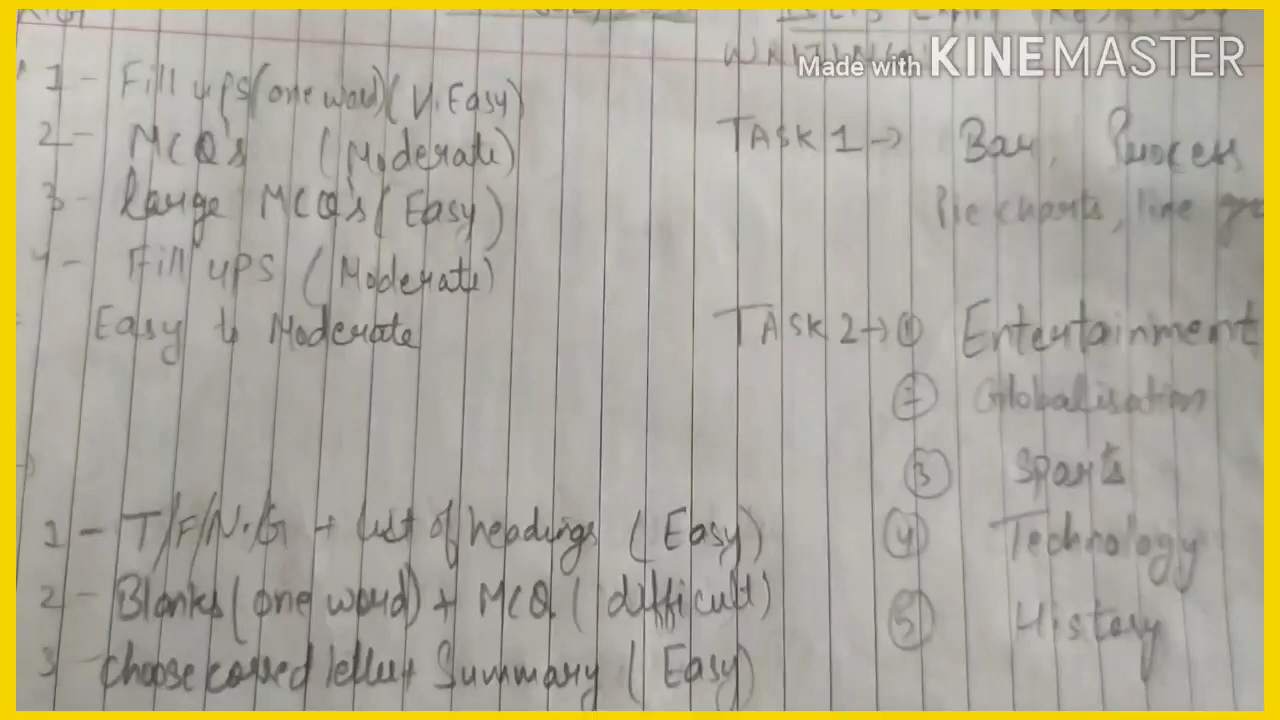 Made with KINEMASTER
1 - Fill ups (one word) (V. Easy)
2 - MCQ's (Moderate)
3 - Large MCQ's (Easy)
4 - Fill ups (Moderate)
Easy to Moderate
1 - T/F/N.G + list of headings (Easy)
2 - Blanks (one word) + MCQ (difficult)
3 - Choose letter + Summary (Easy)
WRITING
TASK 1 → Bar, Process
Pie charts, line
TASK 2 → ① Entertainment
② Globalisation
③ Sports
④ Technology
⑤ History